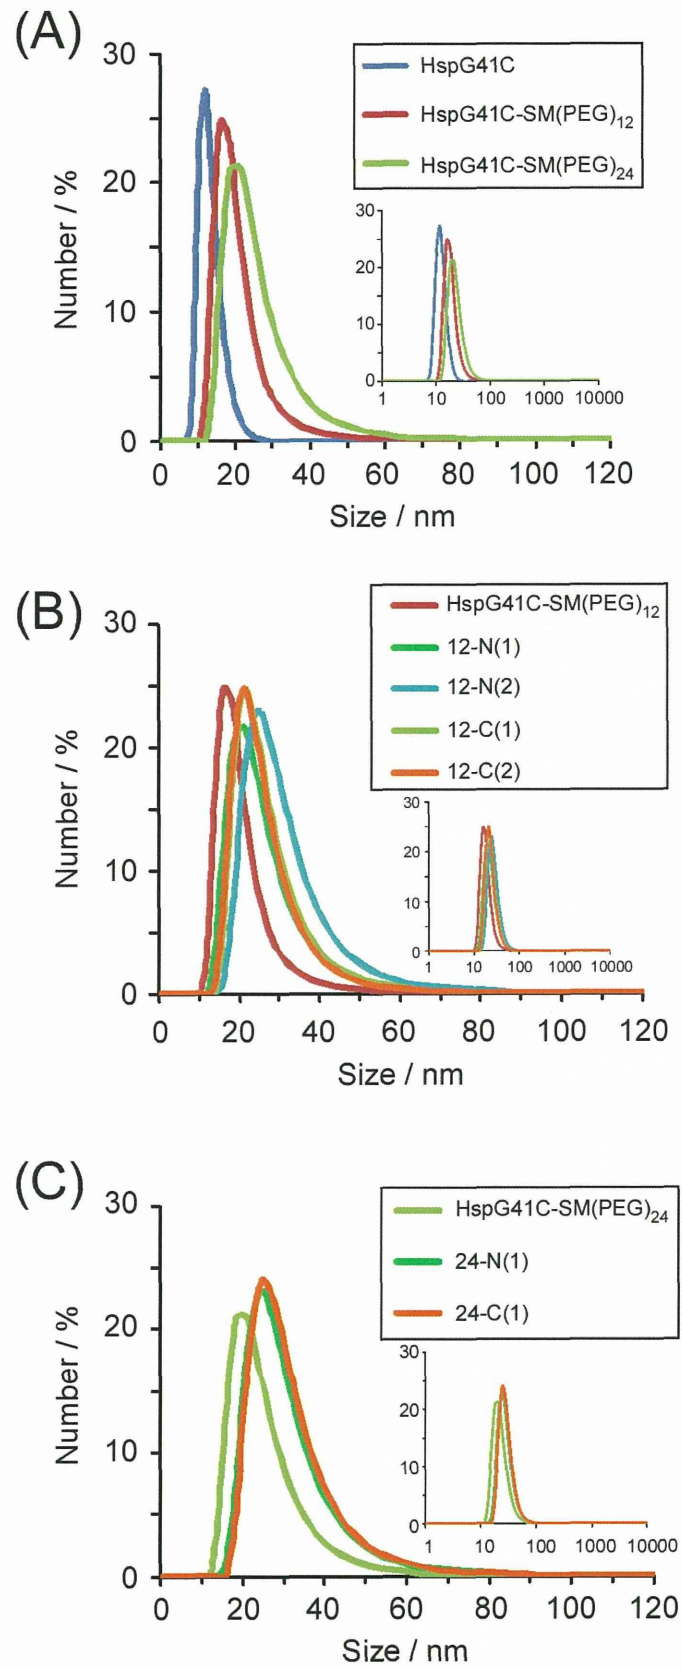 (A)
30
20
10
0
Number / %
0 20 40 60 80 100 120
Size / nm
HspG41C
HspG41C-SM(PEG)12
HspG41C-SM(PEG)24
30
20
10
0
1 10 100 1000 10000
(B)
30
20
10
0
Number / %
0 20 40 60 80 100 120
Size / nm
HspG41C-SM(PEG)12
12-N(1)
12-N(2)
12-C(1)
12-C(2)
30
20
10
0
1 10 100 1000 10000
(C)
30
20
10
0
Number / %
0 20 40 60 80 100 120
Size / nm
HspG41C-SM(PEG)24
24-N(1)
24-C(1)
30
20
10
0
1 10 100 1000 10000